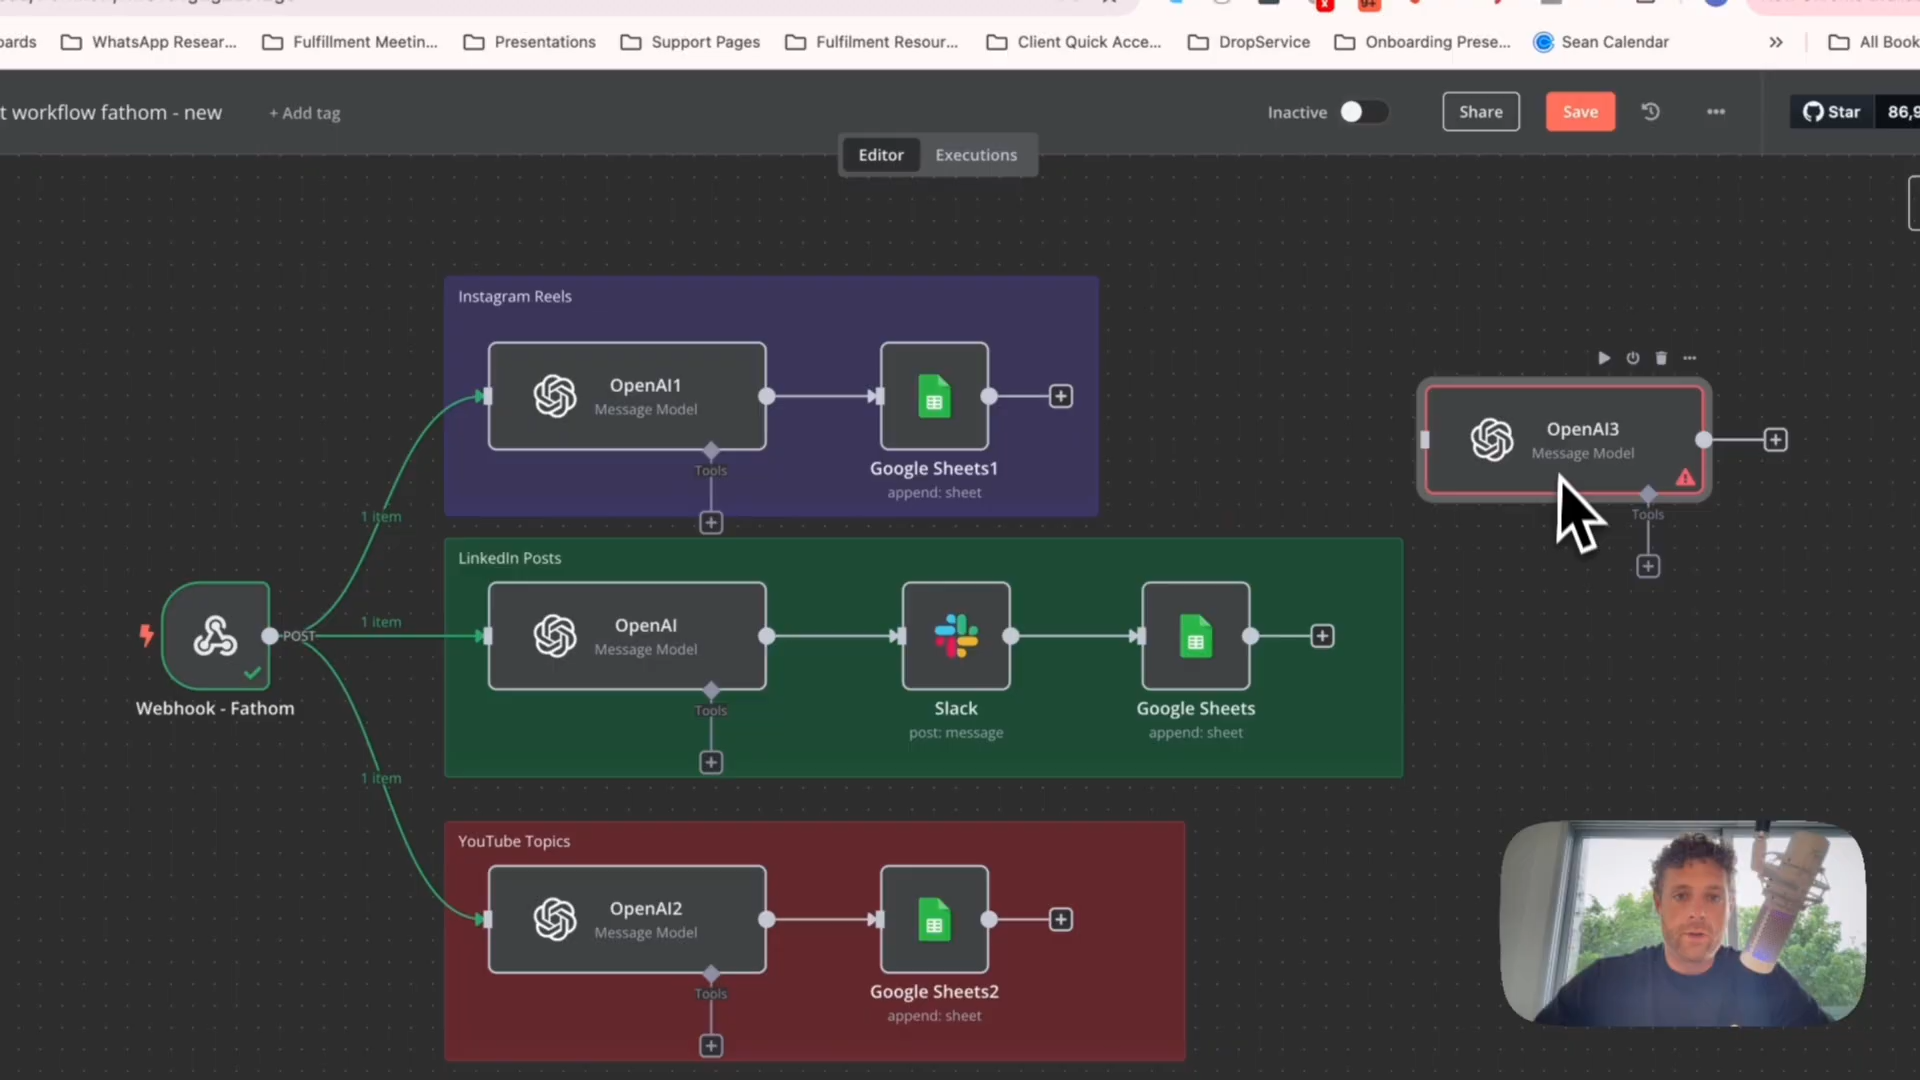 WhatsApp Resear...
Fulfillment Meetin...
Presentations
Support Pages
Fulfilment Resour...
Client Quick Acce...
DropService
Onboarding Prese...
Sean Calendar
All Book
t workflow fathom - new
+ Add tag
Inactive
Share
Save
Star
86,9
Editor
Executions
Instagram Reels
OpenAI1
Message Model
Tools
Google Sheets1
append: sheet
OpenAI3
Message Model
Tools
1 item
LinkedIn Posts
OpenAI
Message Model
Tools
Slack
post: message
Google Sheets
append: sheet
1 item
POST
Webhook - Fathom
1 item
YouTube Topics
OpenAI2
Message Model
Tools
Google Sheets2
append: sheet